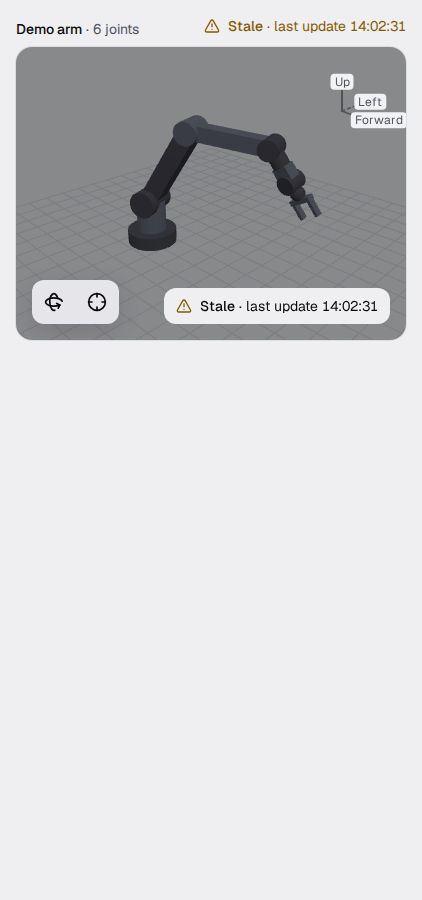 Demo arm · 6 joints
Stale · last update 14:02:31
Up
Left
Forward
Stale · last update 14:02:31